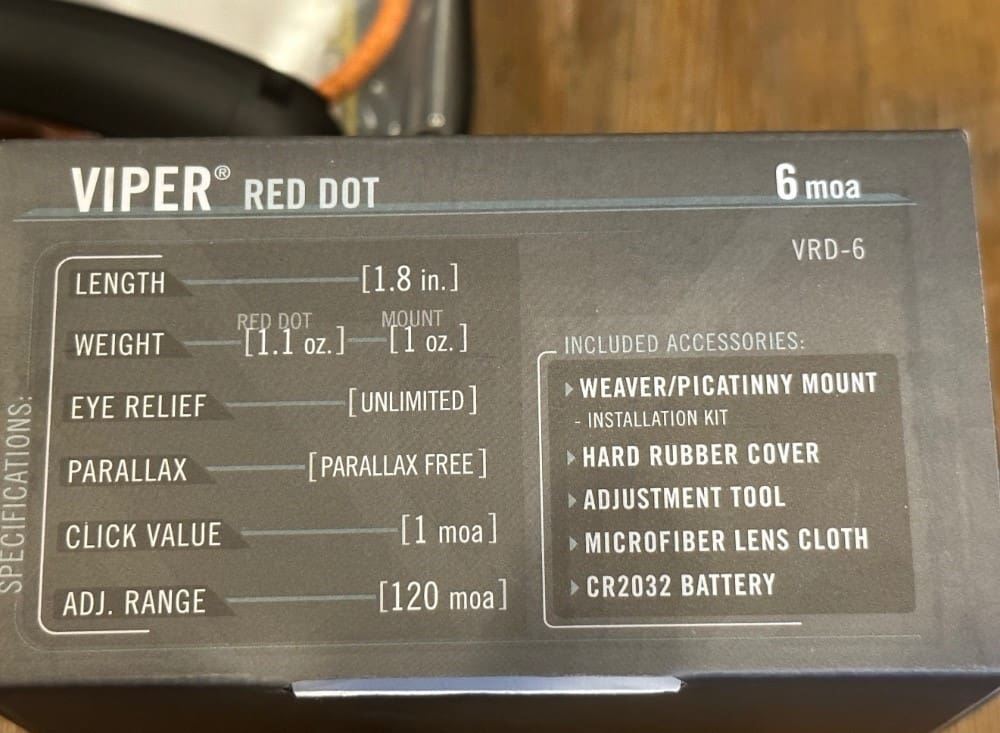 VIPER® RED DOT
6 moa
VRD-6
SPECIFICATIONS:
LENGTH [1.8 in.]
RED DOT MOUNT
WEIGHT [1.1 oz.] [1 oz.]
EYE RELIEF [UNLIMITED]
PARALLAX [PARALLAX FREE]
CLICK VALUE [1 moa]
ADJ. RANGE [120 moa]
INCLUDED ACCESSORIES:
WEAVER/PICATINNY MOUNT
- INSTALLATION KIT
HARD RUBBER COVER
ADJUSTMENT TOOL
MICROFIBER LENS CLOTH
CR2032 BATTERY